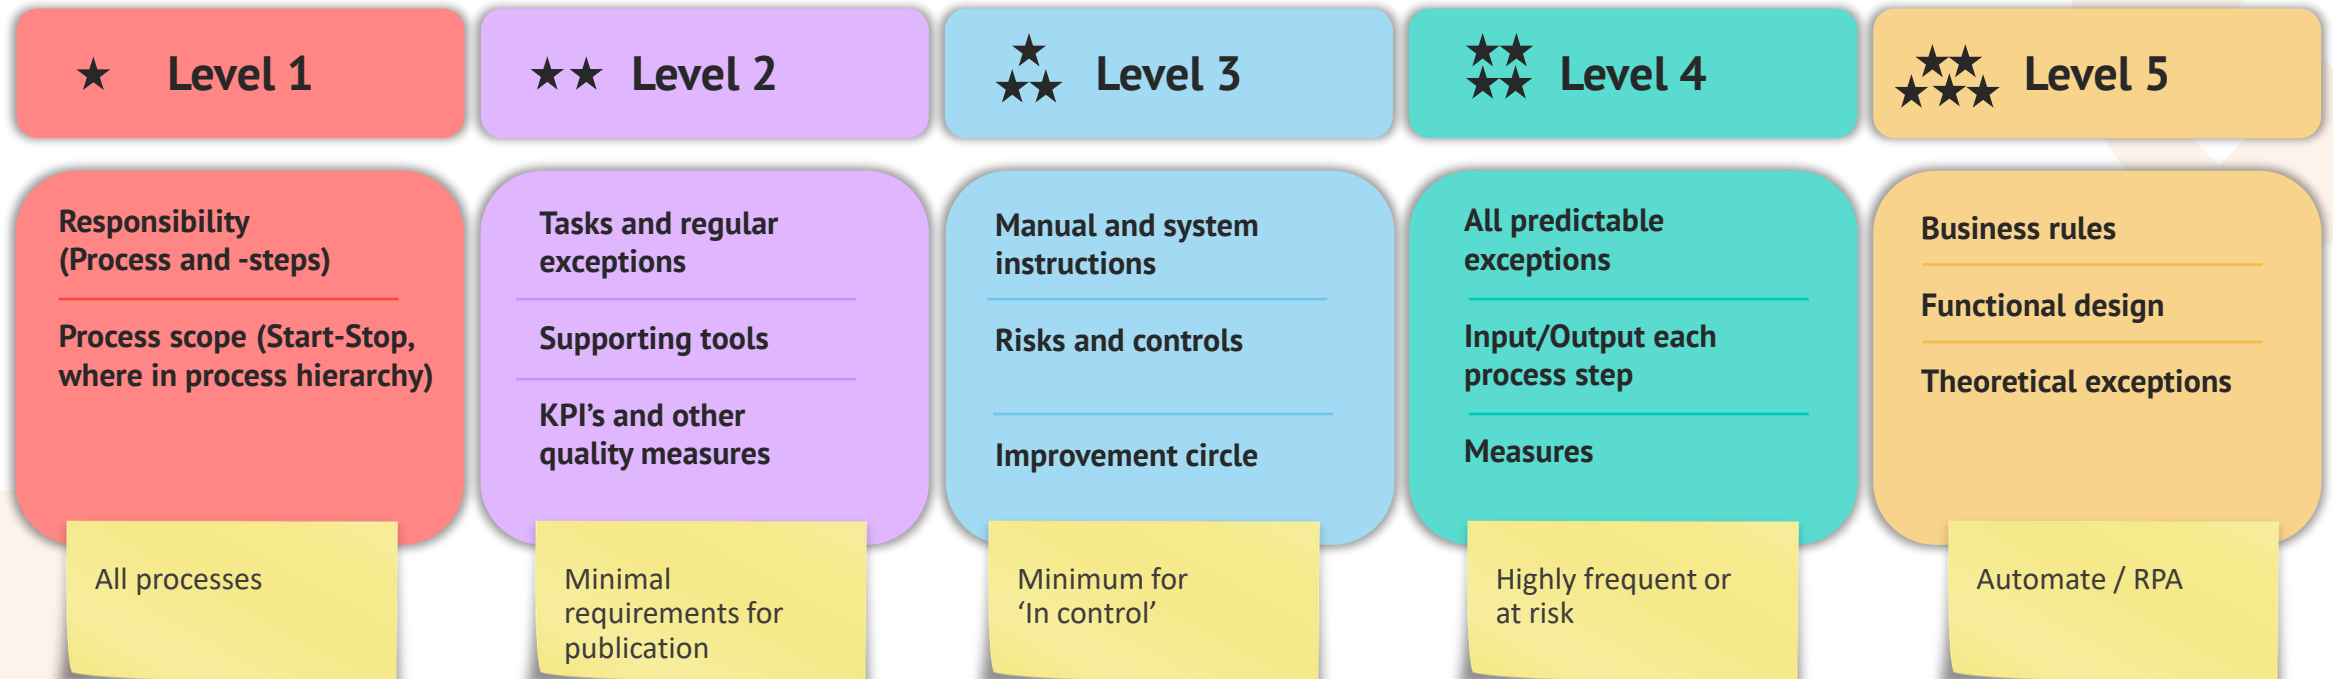 Level 1
Level 2
Level 3
Level 4
Level 5
Responsibility
(Process and -steps)
Process scope (Start-Stop,
where in process hierarchy)
All processes
Tasks and regular
exceptions
Supporting tools
KPI’s and other
quality measures
Minimal
requirements for
publication
Manual and system
instructions
Risks and controls
Improvement circle
Minimum for
‘In control’
All predictable
exceptions
Input/Output each
process step
Measures
Highly frequent or
at risk
Business rules
Functional design
Theoretical exceptions
Automate / RPA